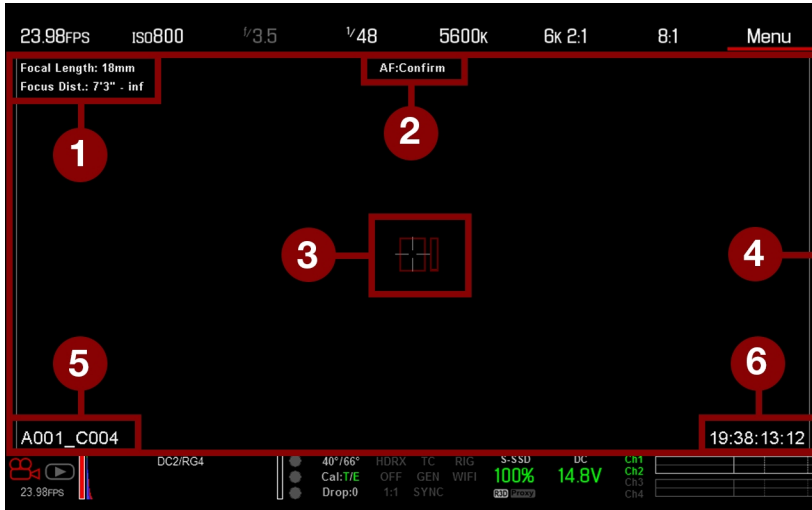 23.98FPS ISO800 f/3.5 1/48 5600K 6K 2:1 8:1 Menu
Focal Length: 18mm
Focus Dist.: 7'3" - inf
AF:Confirm
1
2
3
4
5
6
A001_C004
19:38:13:12
DC2/RG4
40°/66° HDRX TC RIG S-SSD DC Ch1
Cal:T/E OFF GEN WIFI 100% 14.8V Ch2
Drop:0 1:1 SYNC R3D Proxy Ch3
Ch4
23.98FPS